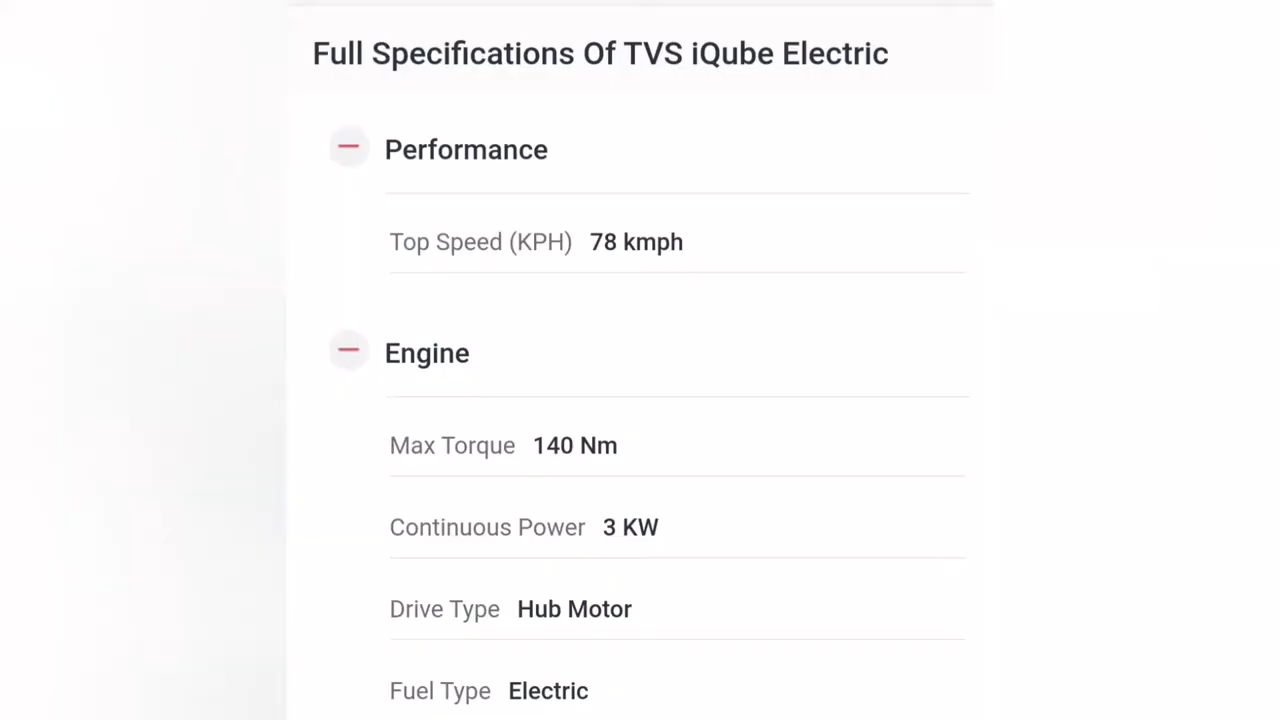 Full Specifications Of TVS iQube Electric
Performance
Top Speed (KPH) 78 kmph
Engine
Max Torque 140 Nm
Continuous Power 3 KW
Drive Type Hub Motor
Fuel Type Electric